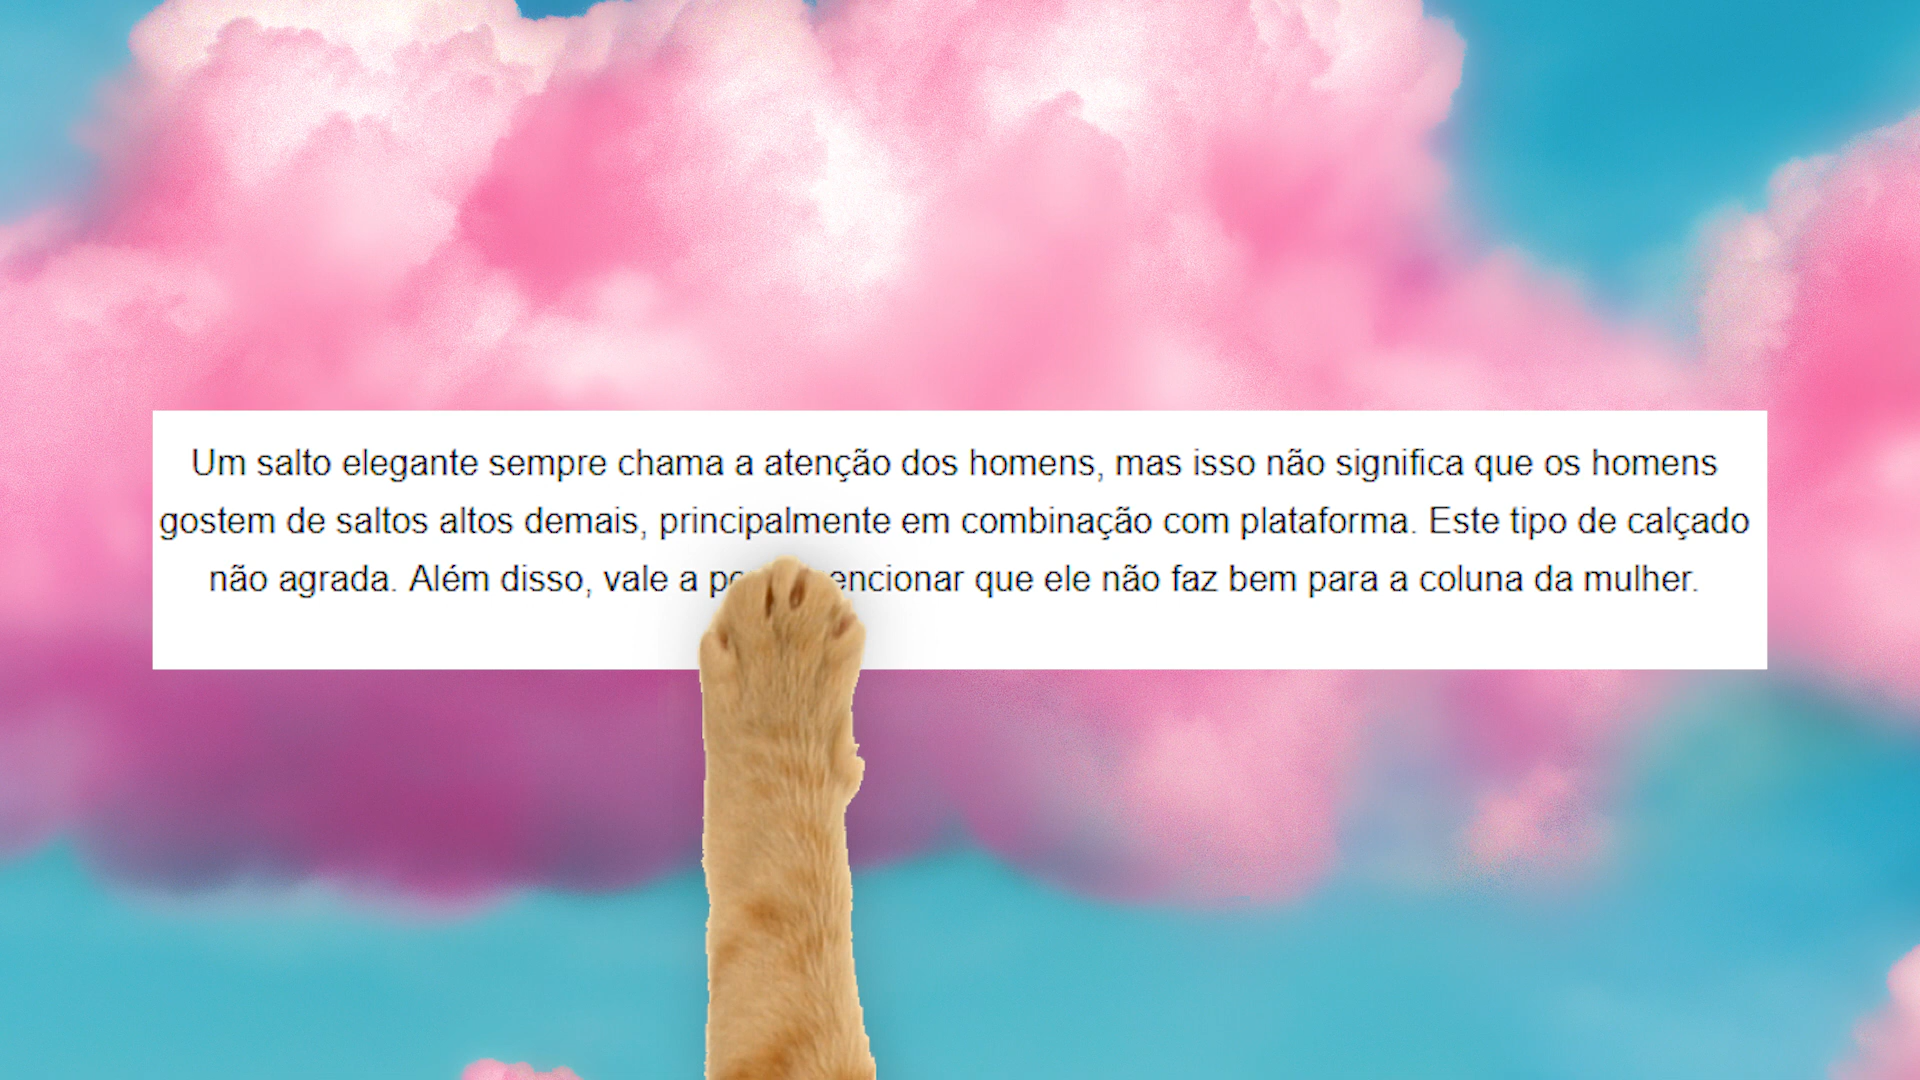 Um salto elegante sempre chama a atenção dos homens, mas isso não significa que os homens
gostem de saltos altos demais, principalmente em combinação com plataforma. Este tipo de calçado
não agrada. Além disso, vale a que ele não faz bem para a coluna da mulher.